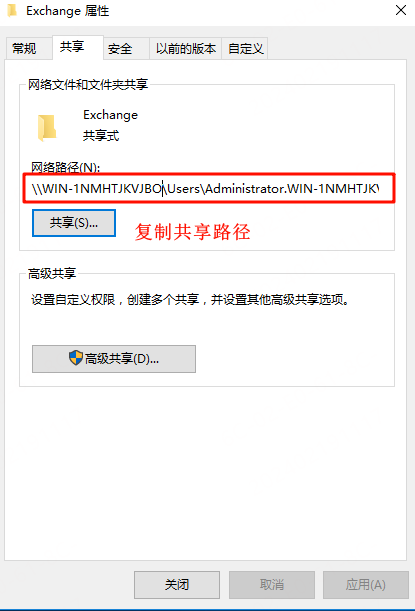 Exchange 属性
常规 共享 安全 以前的版本 自定义
网络文件和文件夹共享
Exchange
共享式
网络路径(N):
\\WIN-1NMHTJKVJBO\Users\Administrator.WIN-1NMHTJKV
共享(S)...
复制共享路径
高级共享
设置自定义权限，创建多个共享，并设置其他高级共享选项。
高级共享(D)...
关闭 取消 应用(A)